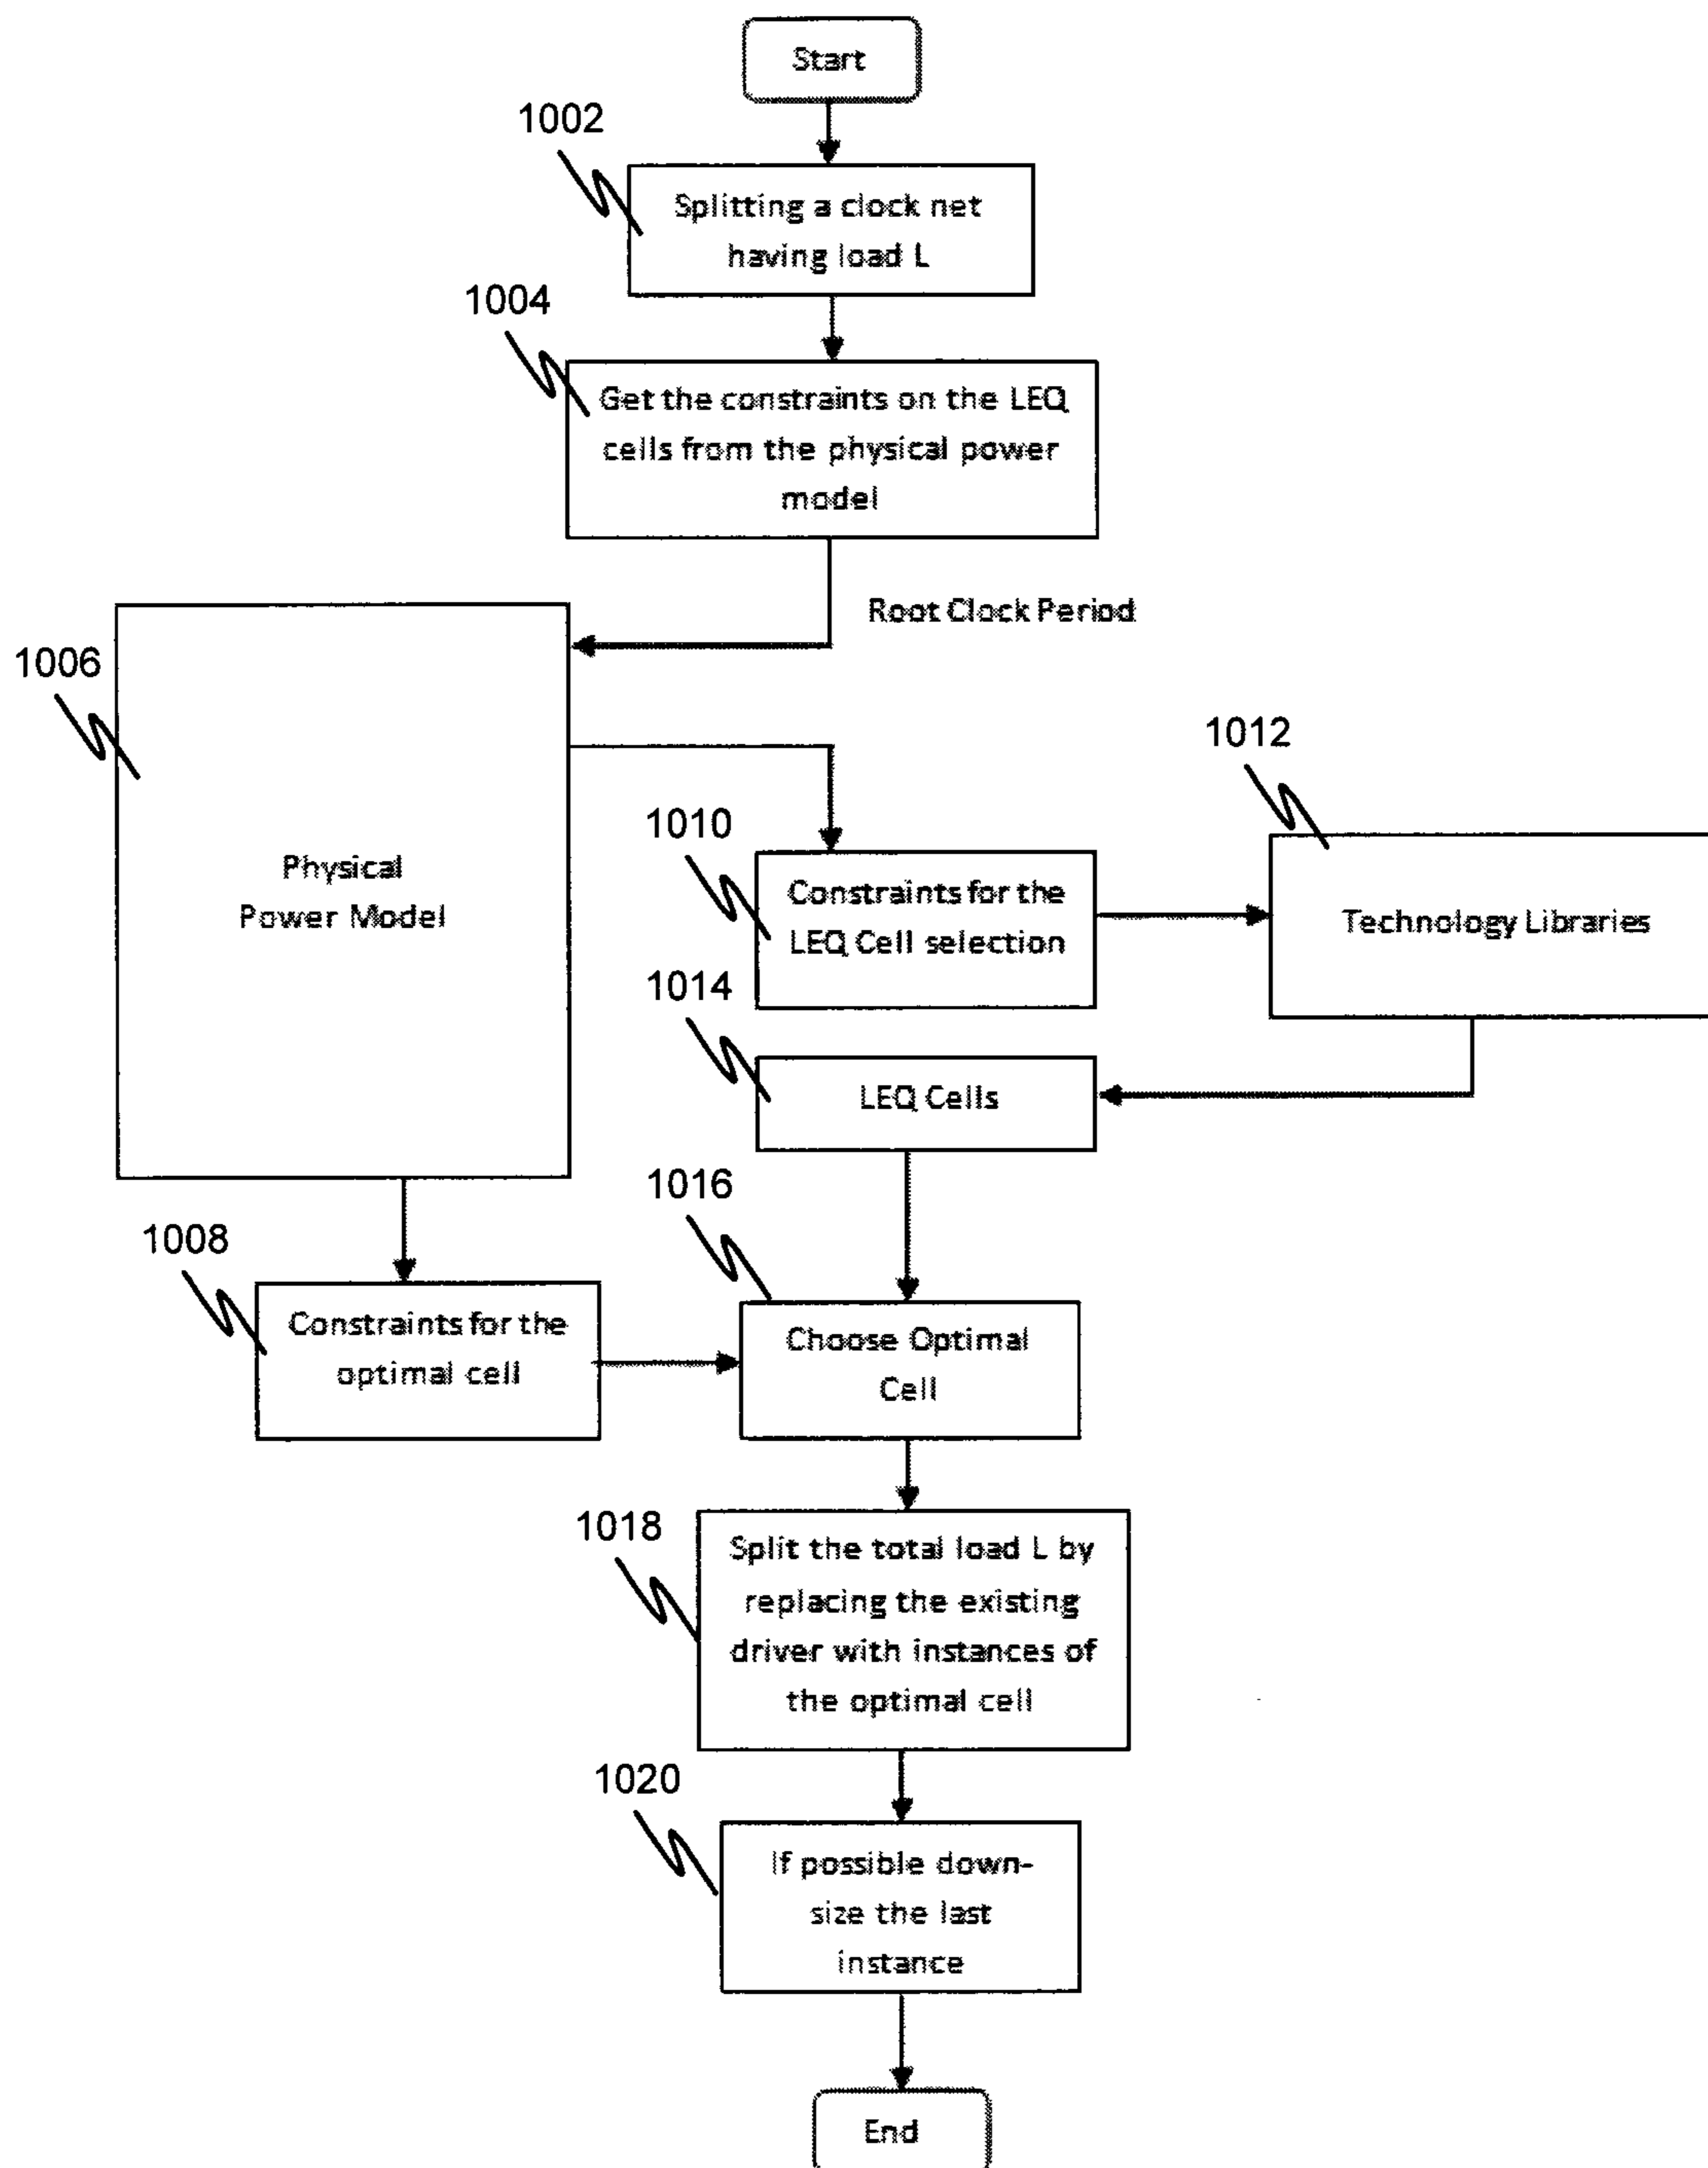 Start
1002
Splitting a clock net
having load L
1004
Get the constraints on the LEQ
cells from the physical power
model
Root Clock Period
1006
Physical
Power Model
1012
Technology Libraries
1010
Constraints for the
LEQ Cell selection
1014
LEQ Cells
1016
Choose Optimal
Cell
1008
Constraints for the
optimal cell
1018
Split the total load L by
replacing the existing
driver with instances of
the optimal cell
1020
If possible down-
size the last
instance
End